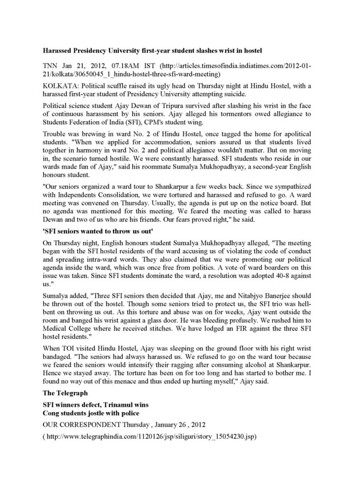 Harassed Presidency University first-year student slashes wrist in hostel
TNN Jan 21, 2012, 07.18AM IST (http://articles.timesofindia.indiatimes.com/2012-01-
21/kolkata/30650045_1_hindu-hostel-three-sfi-ward-meeting)
KOLKATA: Political scuffle raised its ugly head on Thursday night at Hindu Hostel, with a
harassed first-year student of Presidency University attempting suicide.
Political science student Ajay Dewan of Tripura survived after slashing his wrist in the face
of continuous harassment by his seniors. Ajay alleged his tormentors owed allegiance to
Students Federation of India (SFI), CPM's student wing.
Trouble was brewing in ward No. 2 of Hindu Hostel, once tagged the home for apolitical
students. "When we applied for accommodation, seniors assured us that students lived
together in harmony in ward No. 2 and political allegiance wouldn't matter. But on moving
in, the scenario turned hostile. We were constantly harassed. SFI students who reside in our
wards made fun of Ajay," said his roommate Sumalya Mukhopadhyay, a second-year English
honours student.
"Our seniors organized a ward tour to Shankarpur a few weeks back. Since we sympathized
with Independents Consolidation, we were tortured and harassed and refused to go. A ward
meeting was convened on Thursday. Usually, the agenda is put up on the notice board. But
no agenda was mentioned for this meeting. We feared the meeting was called to harass
Dewan and two of us who are his friends. Our fears proved right," he said.
'SFI seniors wanted to throw us out'
On Thursday night, English honours student Sumalya Mukhopadhyay alleged, "The meeting
began with the SFI hostel residents of the ward accusing us of violating the code of conduct
and spreading intra-ward words. They also claimed that we were promoting our political
agenda inside the ward, which was once free from politics. A vote of ward boarders on this
issue was taken. Since SFI students dominate the ward, a resolution was adopted 40-8 against
us."
Sumalya added, "Three SFI seniors then decided that Ajay, me and Nitabjyo Banerjee should
be thrown out of the hostel. Though some seniors tried to protect us, the SFI trio was hell-
bent on throwing us out. As this torture and abuse was on for weeks, Ajay went outside the
room and banged his wrist against a glass door. He was bleeding profusely. We rushed him to
Medical College where he received stitches. We have lodged an FIR against the three SFI
hostel residents."
When TOI visited Hindu Hostel, Ajay was sleeping on the ground floor with his right wrist
bandaged. "The seniors had always harassed us. We refused to go on the ward tour because
we feared the seniors would intensify their ragging after consuming alcohol at Shankarpur.
Hence we stayed away. The torture has been on for too long and has started to bother me. I
found no way out of this menace and thus ended up hurting myself," Ajay said.
The Telegraph
SFI winners defect, Trinamul wins
Cong students jostle with police
OUR CORRESPONDENT Thursday , January 26 , 2012
( http://www.telegraphindia.com/1120126/jsp/siliguri/story_15054230.jsp)